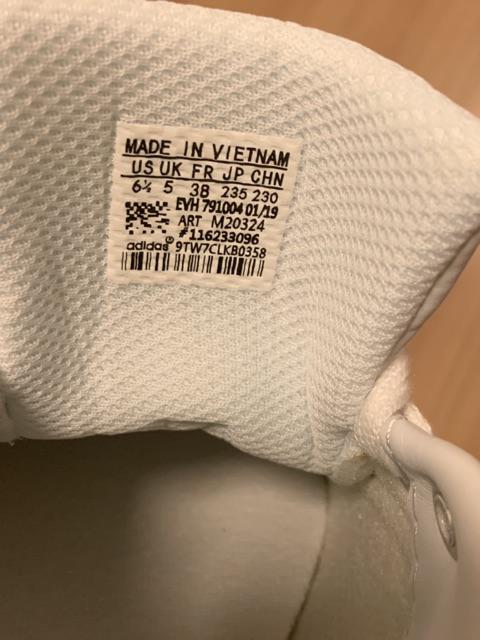 MADE IN VIETNAM
US UK FR JP CHN
6½ 5 38 235 230
EVH 791004 01/19
ART M20324
#116233096
adidas® 9TW7CLKB0358